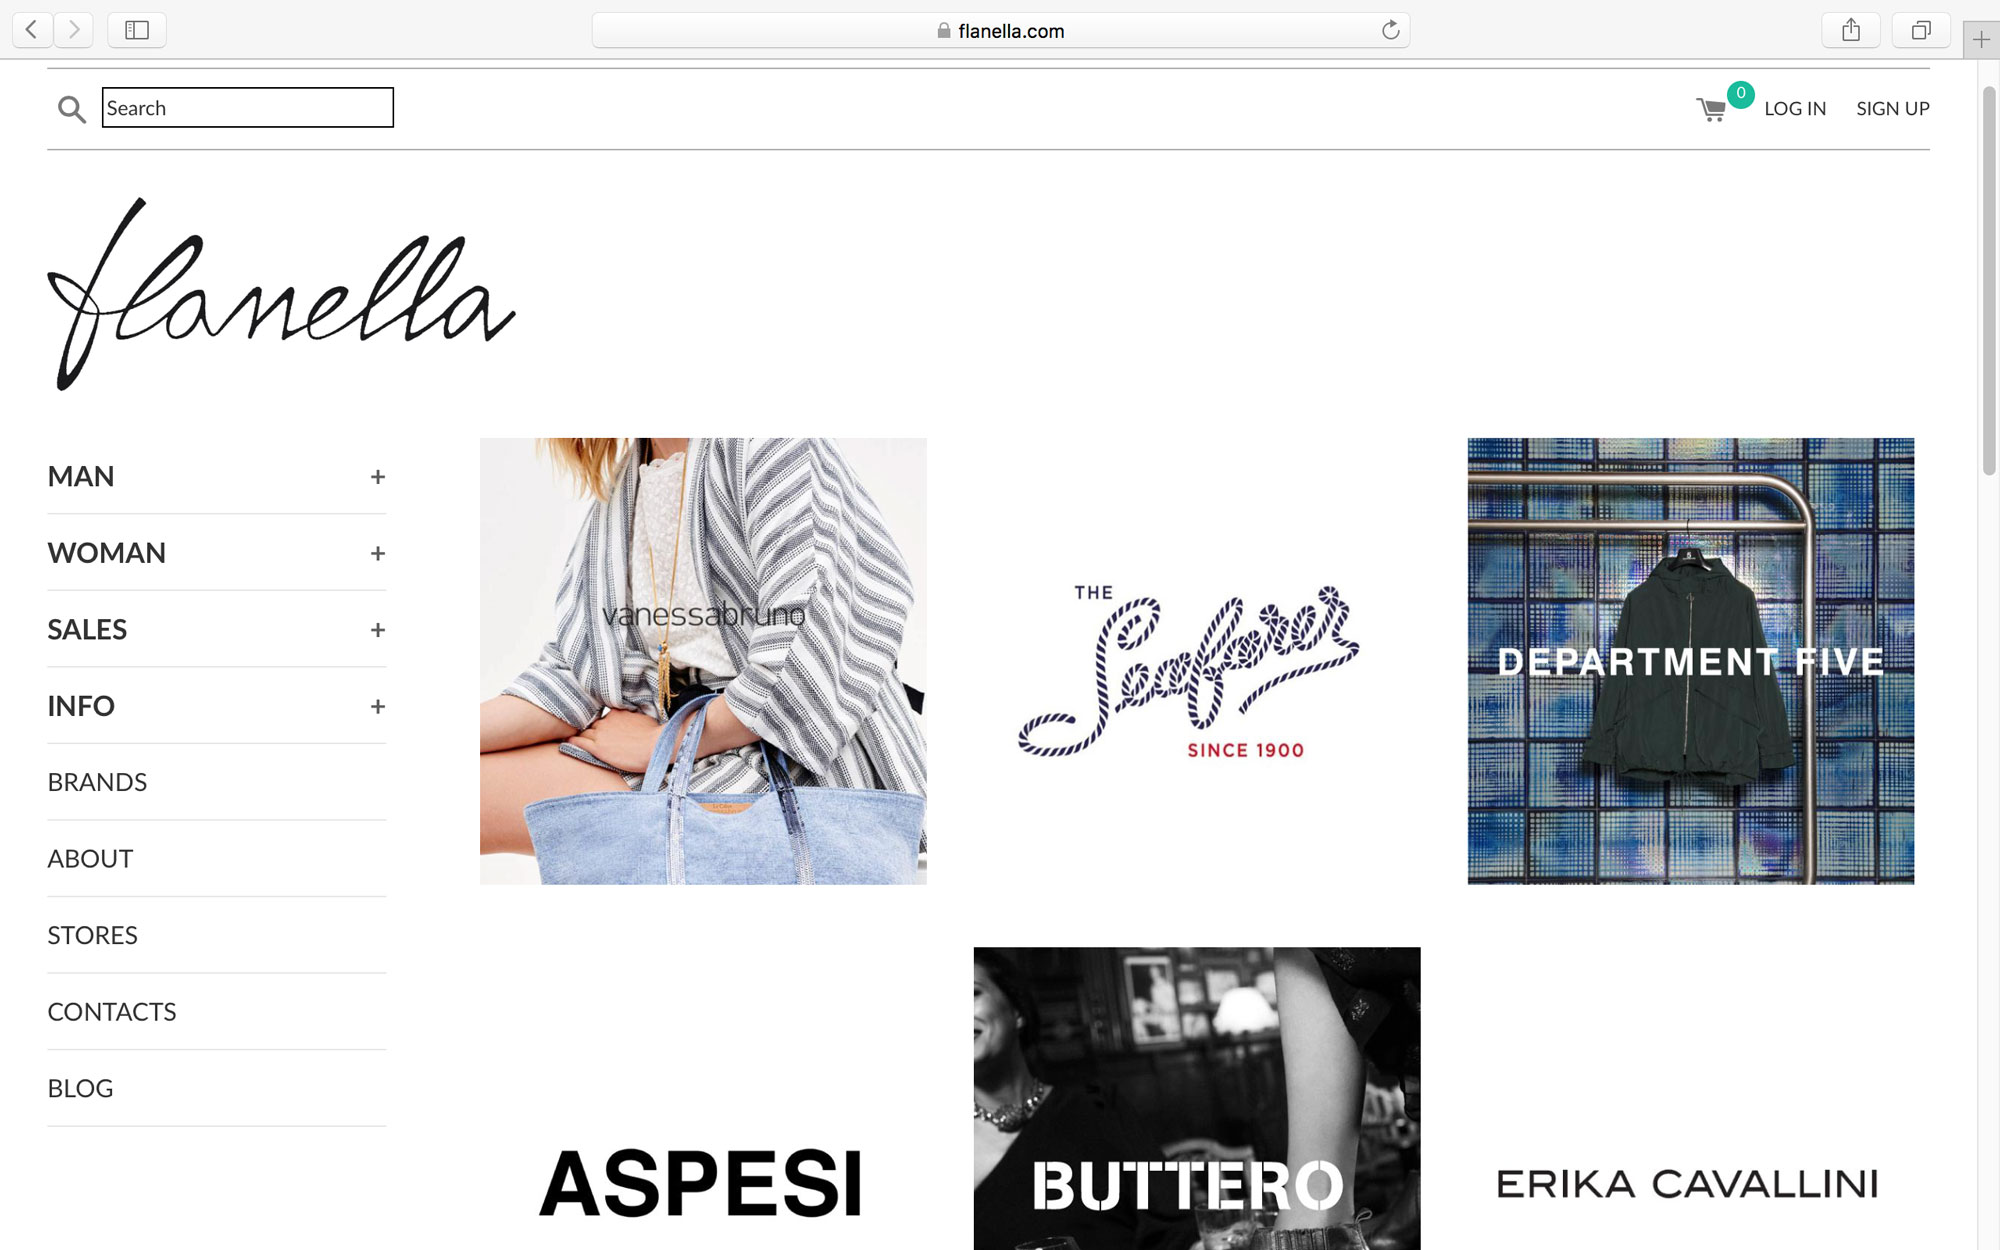 flanella.com
Search
0
LOG IN
SIGN UP
flanella
MAN
WOMAN
SALES
INFO
BRANDS
ABOUT
STORES
CONTACTS
BLOG
vanessabruno
THE
Seafarer
SINCE 1900
DEPARTMENT FIVE
ASPESI
BUTTERO
ERIKA CAVALLINI